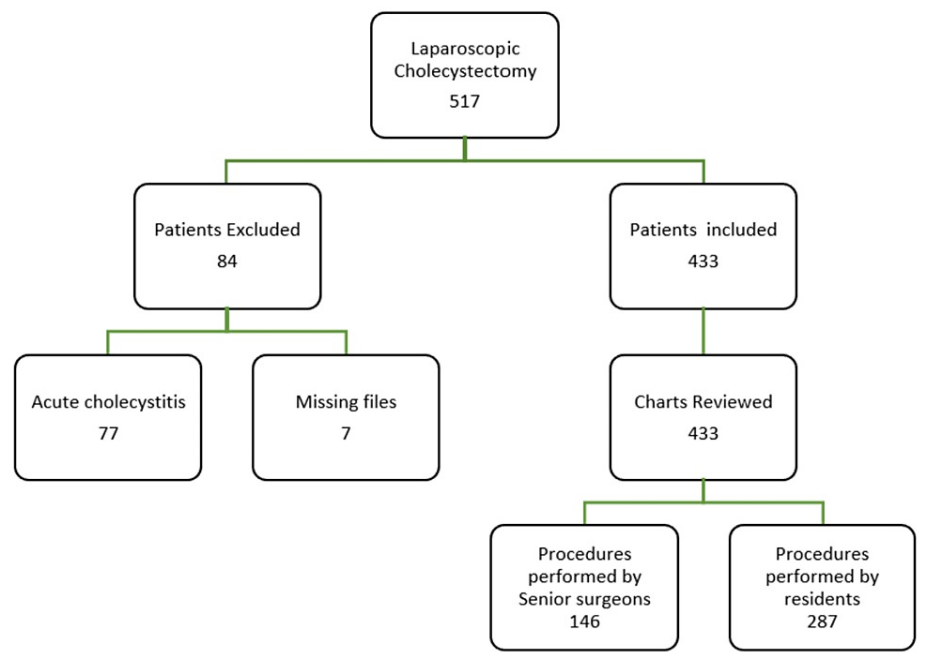 Laparoscopic
Cholecystectomy
517
Patients Excluded
84
Patients included
433
Acute cholecystitis
77
Missing files
7
Charts Reviewed
433
Procedures
performed by
Senior surgeons
146
Procedures
performed by
residents
287